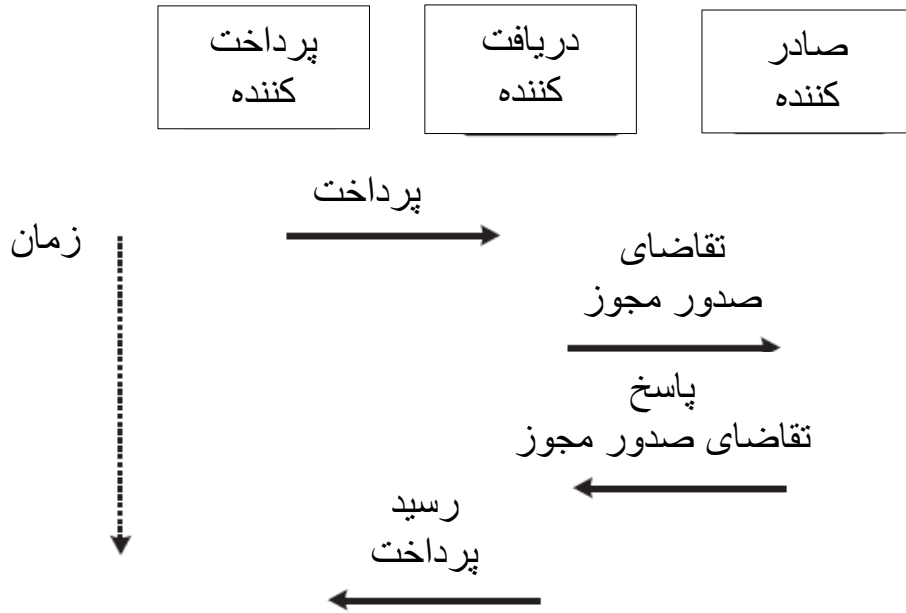 صادر
کننده
دریافت
کننده
پرداخت
کننده
پرداخت
زمان
تقاضای
صدور مجوز
پاسخ
تقاضای صدور مجوز
رسید
پرداخت